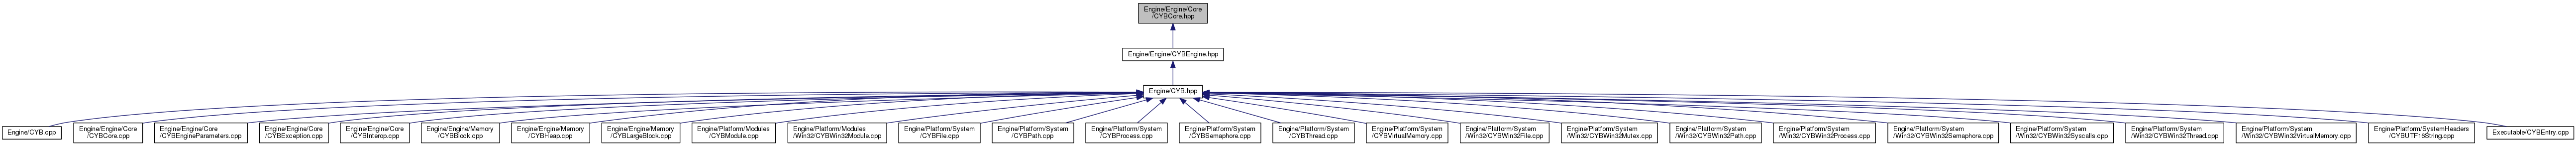 Engine/Engine/Core
/CYBCore.hpp
Engine/Engine/CYBEngine.hpp
Engine/CYB.hpp
Engine/CYB.cpp
Engine/Engine/Core
/CYBCore.cpp
Engine/Engine/Core
/CYBEngineParameters.cpp
Engine/Engine/Core
/CYBException.cpp
Engine/Engine/Core
/CYBInterop.cpp
Engine/Engine/Memory
/CYBBlock.cpp
Engine/Engine/Memory
/CYBHeap.cpp
Engine/Engine/Memory
/CYBLargeBlock.cpp
Engine/Platform/Modules
/CYBModule.cpp
Engine/Platform/Modules
/Win32/CYBWin32Module.cpp
Engine/Platform/System
/CYBFile.cpp
Engine/Platform/System
/CYBPath.cpp
Engine/Platform/System
/CYBProcess.cpp
Engine/Platform/System
/CYBSemaphore.cpp
Engine/Platform/System
/CYBThread.cpp
Engine/Platform/System
/CYBVirtualMemory.cpp
Engine/Platform/System
/Win32/CYBWin32File.cpp
Engine/Platform/System
/Win32/CYBWin32Mutex.cpp
Engine/Platform/System
/Win32/CYBWin32Path.cpp
Engine/Platform/System
/Win32/CYBWin32Process.cpp
Engine/Platform/System
/Win32/CYBWin32Semaphore.cpp
Engine/Platform/System
/Win32/CYBWin32Syscalls.cpp
Engine/Platform/System
/Win32/CYBWin32Thread.cpp
Engine/Platform/System
/Win32/CYBWin32VirtualMemory.cpp
Engine/Platform/SystemHeaders
/CYBUTF16String.cpp
Executable/CYBEntry.cpp